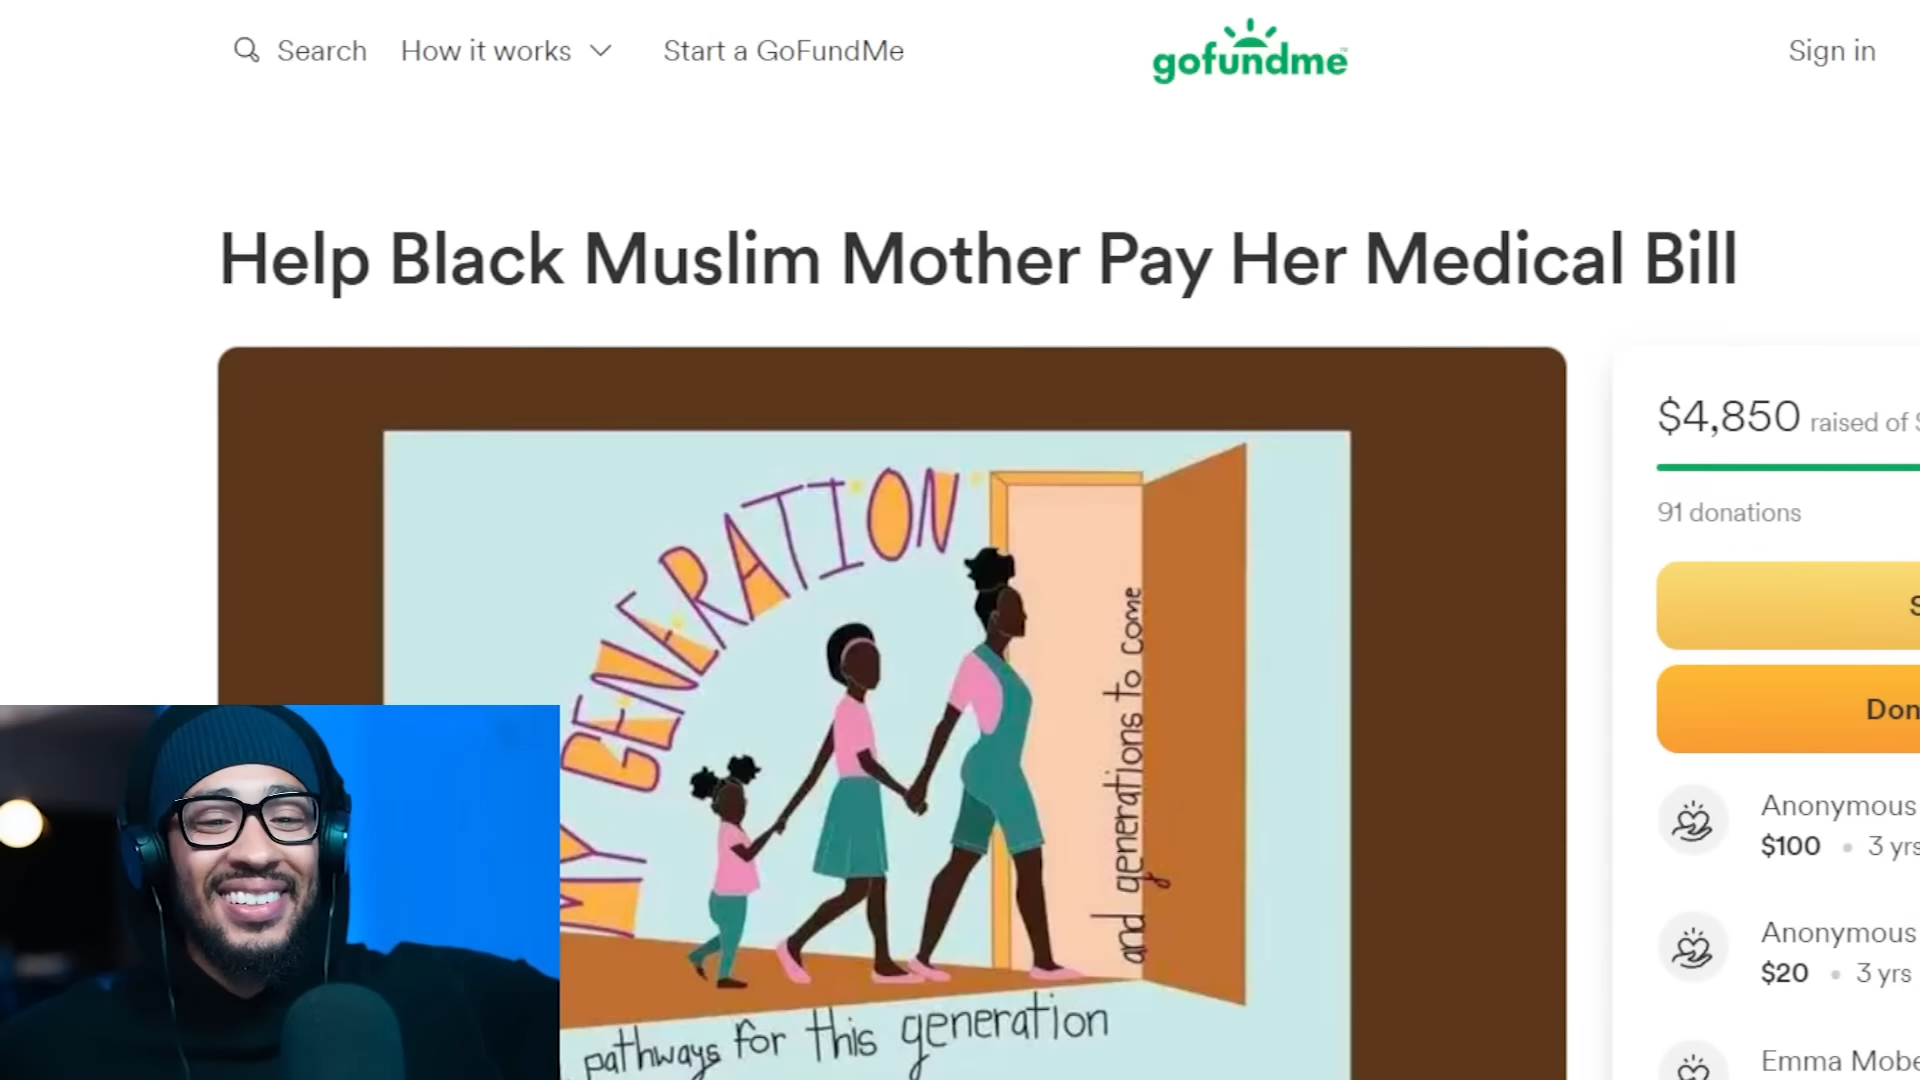 Search
How it works
Start a GoFundMe
gofundme
Sign in
Help Black Muslim Mother Pay Her Medical Bill
$4,850 raised of
91 donations
MY GENERATION
and generations to come
pathways for this generation
Anonymous
$100 • 3 yrs
Anonymous
$20 • 3 yrs
Emma